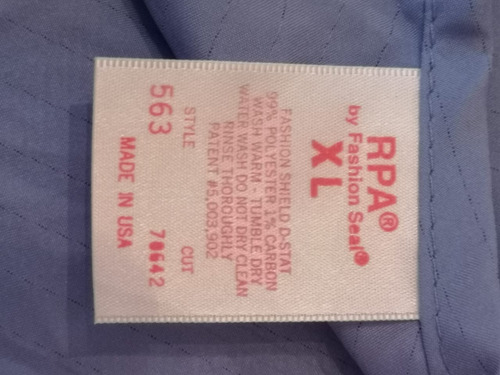 RPA®
by Fashion Seal®
XL
FASHION SHIELD D-STAT
99% POLYESTER 1% CARBON
WASH WARM - TUMBLE DRY
WATER WASH DO NOT DRY CLEAN
RINSE THOROUGHLY
PATENT #5,003,902
STYLE CUT
563 70642
MADE IN USA